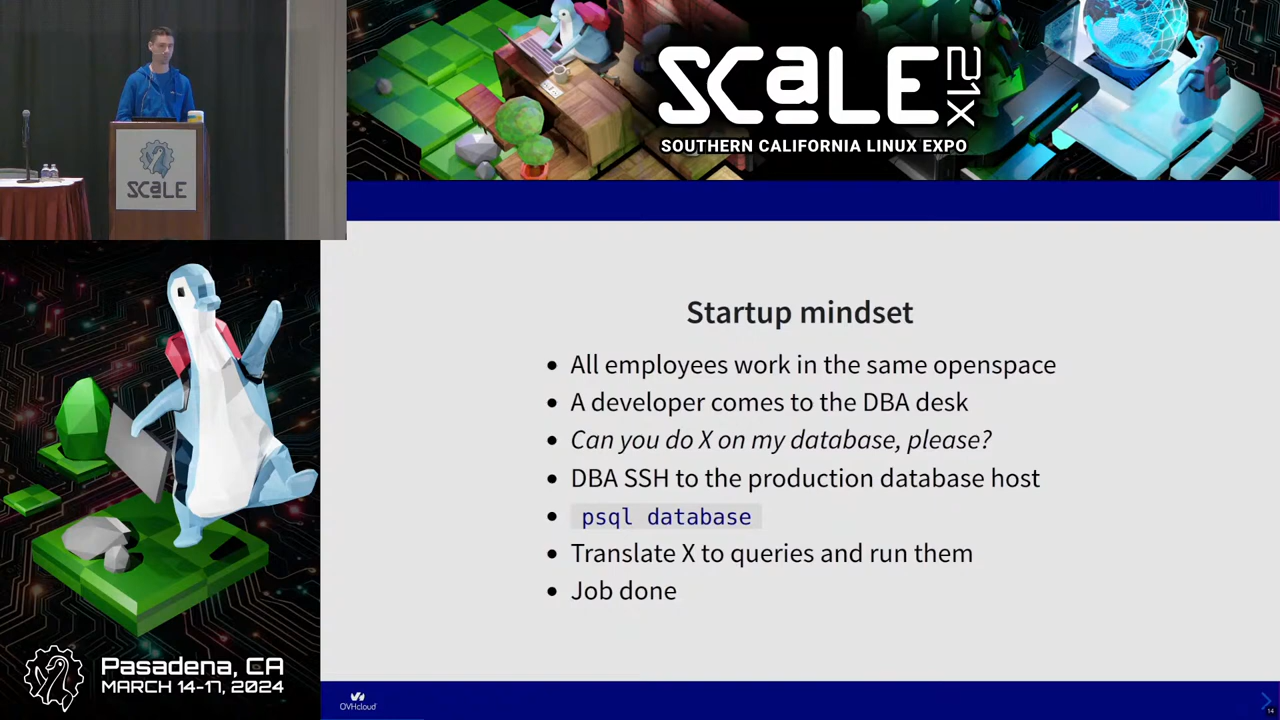 SCALE
SCALE
21X
SOUTHERN CALIFORNIA LINUX EXPO
Startup mindset
• All employees work in the same openspace
• A developer comes to the DBA desk
• Can you do X on my database, please?
• DBA SSH to the production database host
• psql database
• Translate X to queries and run them
• Job done
Pasadena, CA
MARCH 14-17, 2024
OVHcloud
14